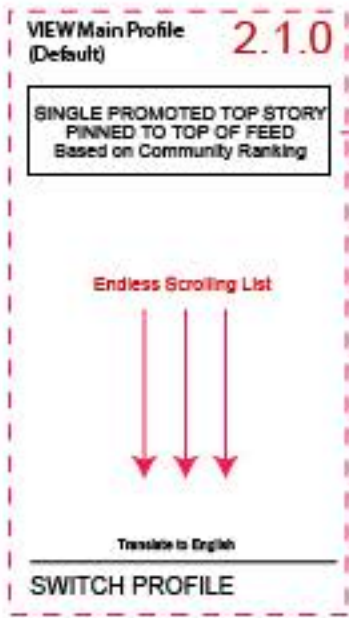 VIEW Main Profile
(Default)
2.1.0
SINGLE PROMOTED TOP STORY
PINNED TO TOP OF FEED
Based on Community Ranking
Endless Scrolling List
Translate to English
SWITCH PROFILE